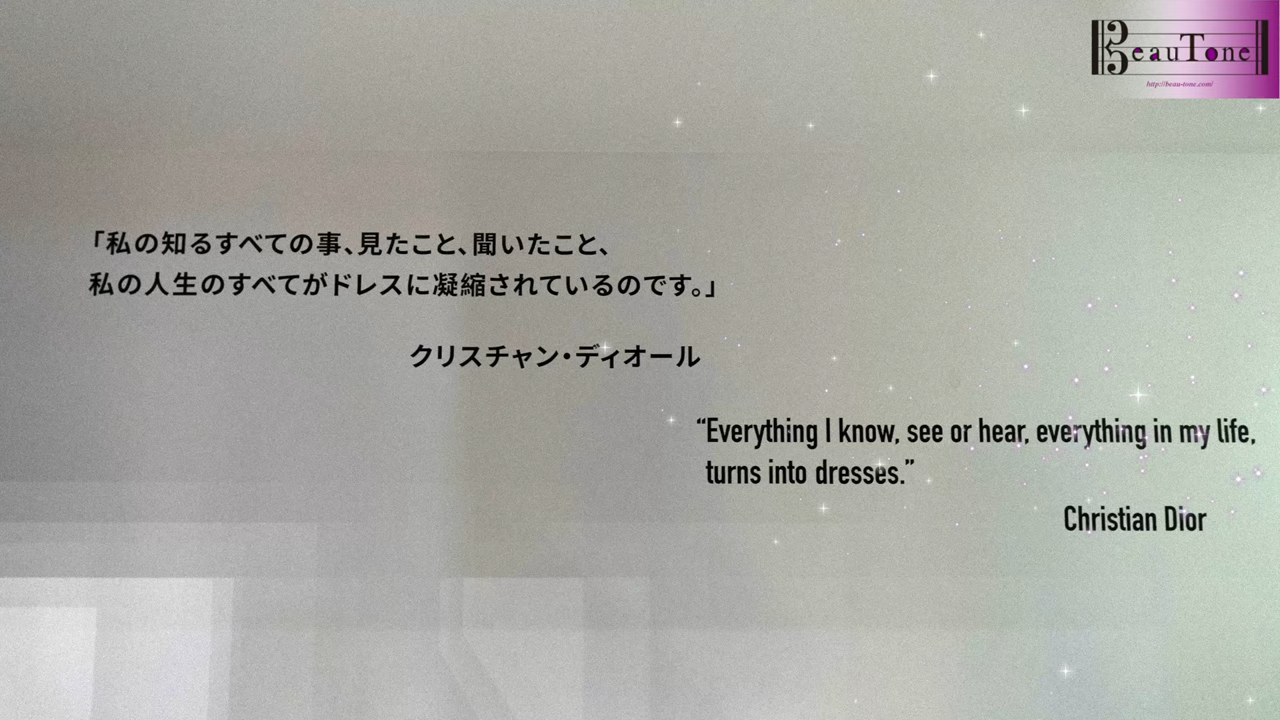 BeauTone
http://beau-tone.com/
「私の知るすべての事、見たこと、聞いたこと、
私の人生のすべてがドレスに凝縮されているのです。」
クリスチャン・ディオール
“Everything I know, see or hear, everything in my life,
turns into dresses.”
Christian Dior